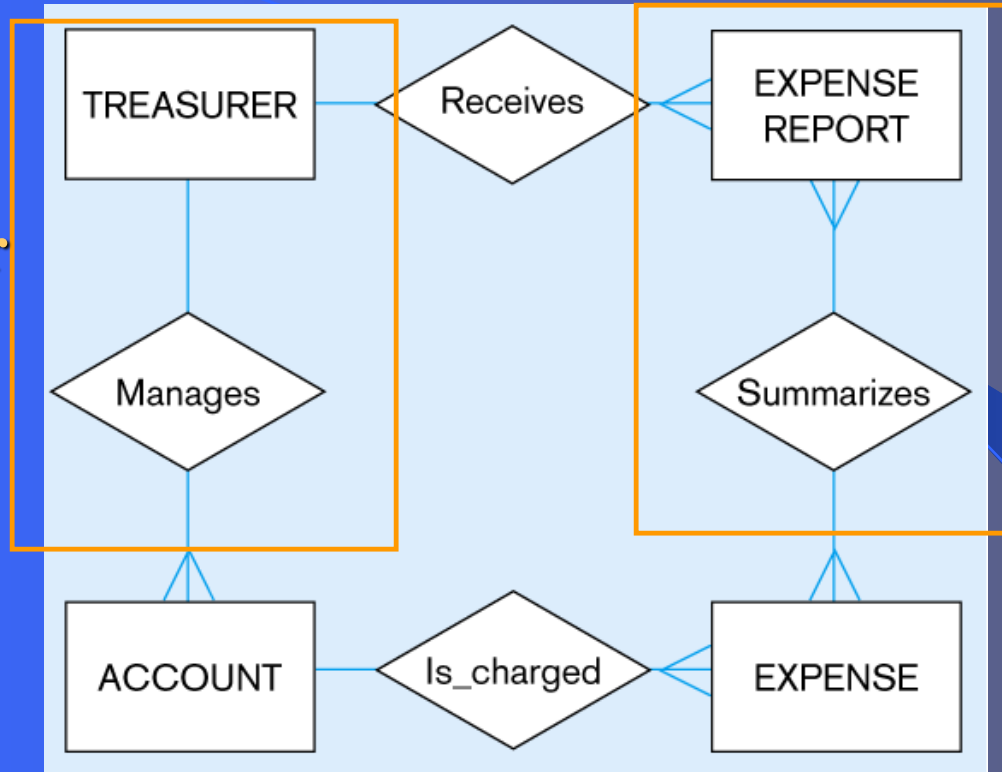 TREASURER
Receives
EXPENSE
REPORT
Manages
Summarizes
ACCOUNT
Is_charged
EXPENSE